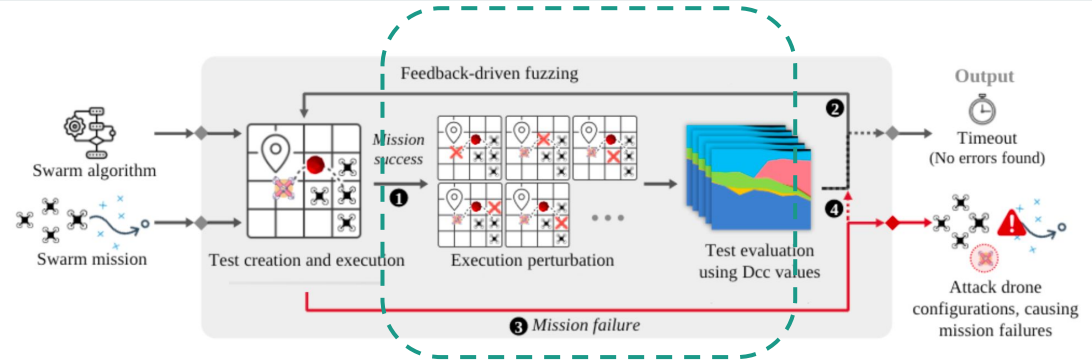 Feedback-driven fuzzing
Output
2
Mission
success
Timeout
(No errors found)
Swarm algorithm
1
4
Swarm mission
Test creation and execution
Execution perturbation
Test evaluation
using Dcc values
Attack drone
configurations, causing
mission failures
3 Mission failure